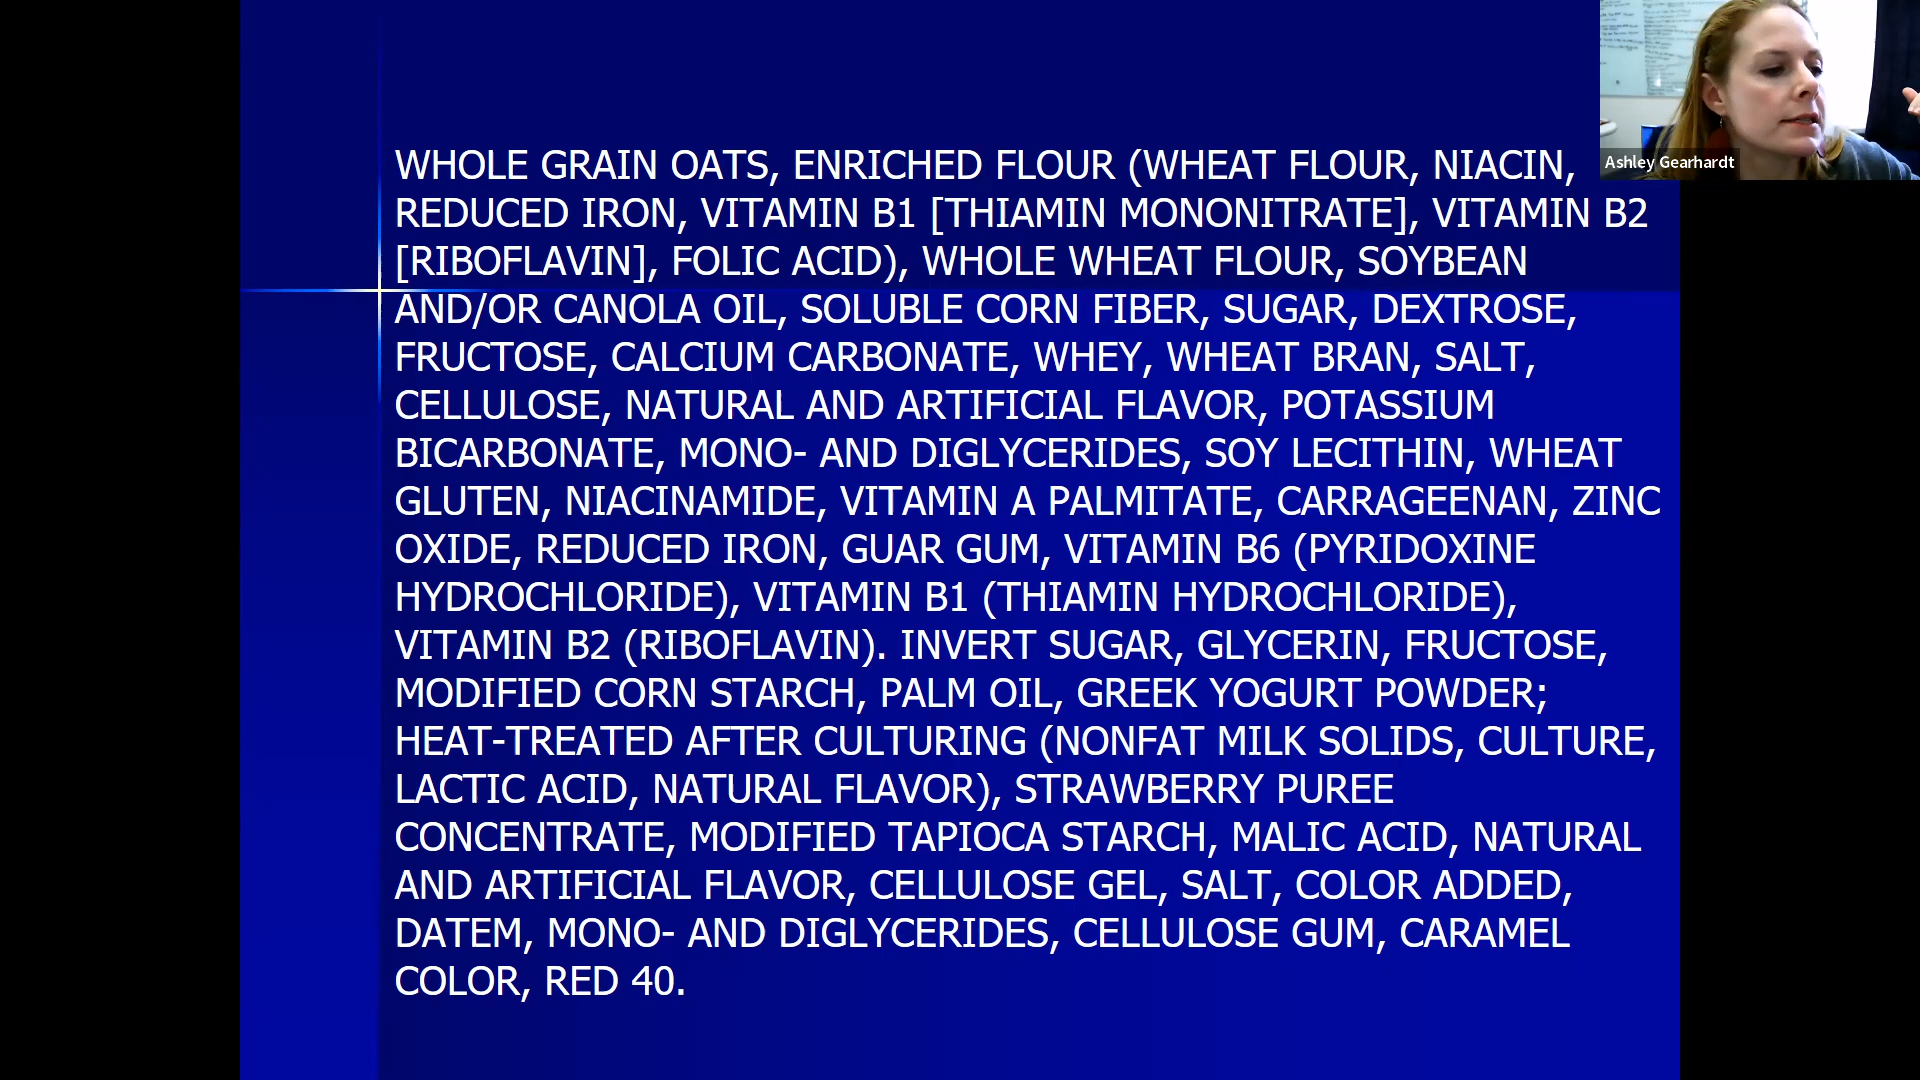 WHOLE GRAIN OATS, ENRICHED FLOUR (WHEAT FLOUR, NIACIN,
REDUCED IRON, VITAMIN B1 [THIAMIN MONONITRATE], VITAMIN B2
[RIBOFLAVIN], FOLIC ACID), WHOLE WHEAT FLOUR, SOYBEAN
AND/OR CANOLA OIL, SOLUBLE CORN FIBER, SUGAR, DEXTROSE,
FRUCTOSE, CALCIUM CARBONATE, WHEY, WHEAT BRAN, SALT,
CELLULOSE, NATURAL AND ARTIFICIAL FLAVOR, POTASSIUM
BICARBONATE, MONO- AND DIGLYCERIDES, SOY LECITHIN, WHEAT
GLUTEN, NIACINAMIDE, VITAMIN A PALMITATE, CARRAGEENAN, ZINC
OXIDE, REDUCED IRON, GUAR GUM, VITAMIN B6 (PYRIDOXINE
HYDROCHLORIDE), VITAMIN B1 (THIAMIN HYDROCHLORIDE),
VITAMIN B2 (RIBOFLAVIN). INVERT SUGAR, GLYCERIN, FRUCTOSE,
MODIFIED CORN STARCH, PALM OIL, GREEK YOGURT POWDER;
HEAT-TREATED AFTER CULTURING (NONFAT MILK SOLIDS, CULTURE,
LACTIC ACID, NATURAL FLAVOR), STRAWBERRY PUREE
CONCENTRATE, MODIFIED TAPIOCA STARCH, MALIC ACID, NATURAL
AND ARTIFICIAL FLAVOR, CELLULOSE GEL, SALT, COLOR ADDED,
DATEM, MONO- AND DIGLYCERIDES, CELLULOSE GUM, CARAMEL
COLOR, RED 40.
Ashley Gearhardt